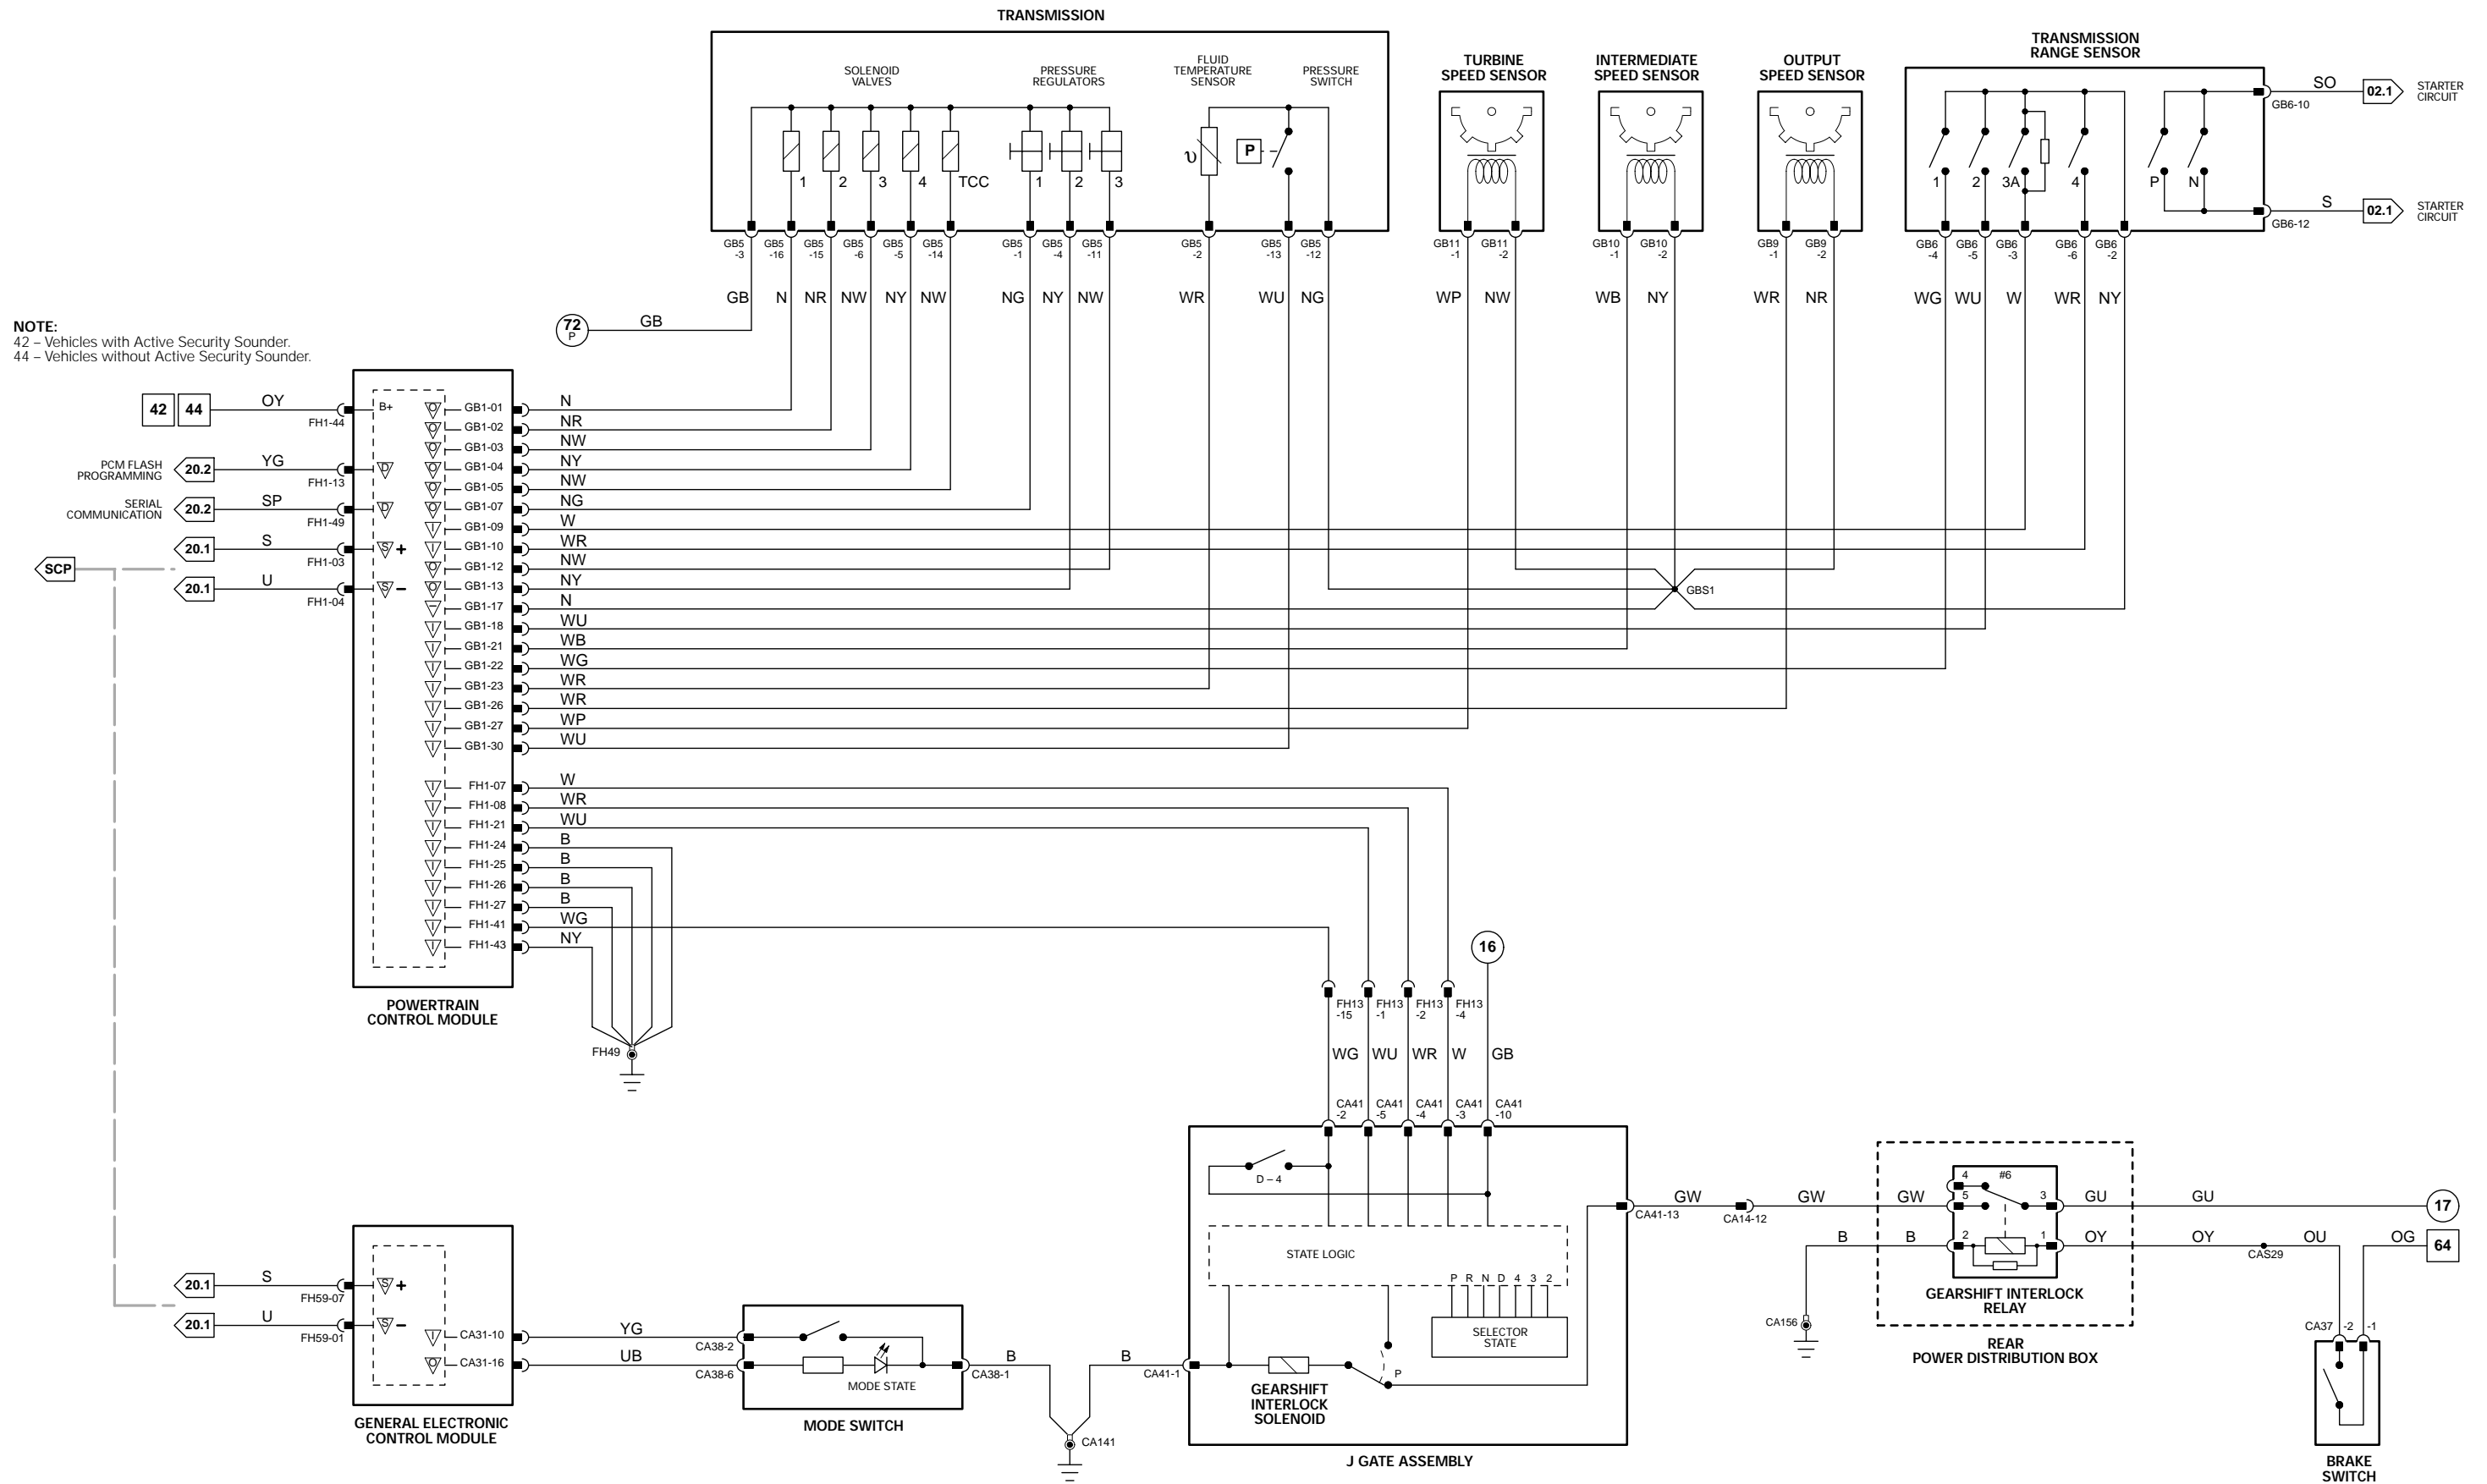 TRANSMISSION
SOLENOID
VALVES
PRESSURE
REGULATORS
FLUID
TEMPERATURE
SENSOR
PRESSURE
SWITCH
TURBINE
SPEED SENSOR
INTERMEDIATE
SPEED SENSOR
OUTPUT
SPEED SENSOR
TRANSMISSION
RANGE SENSOR
1 2 3 4 TCC 1 2 3
υ P
1 2 3A 4 P N
GB6-10 SO 02.1 STARTER
CIRCUIT
GB6-12 S 02.1 STARTER
CIRCUIT
GB5
-3
GB5
-16
GB5
-15
GB5
-6
GB5
-5
GB5
-14
GB5
-1
GB5
-4
GB5
-11
GB5
-2
GB5
-13
GB5
-12
GB11
-1
GB11
-2
GB10
-1
GB10
-2
GB9
-1
GB9
-2
GB6
-4
GB6
-5
GB6
-3
GB6
-6
GB6
-2
GB N NR NW NY NW NG NY NW WR WU NG WP NW WB NY WR NR WG WU W WR NY
72
P
GB
NOTE:
42 – Vehicles with Active Security Sounder.
44 – Vehicles without Active Security Sounder.
42 44 OY FH1-44 B+
PCM FLASH
PROGRAMMING
20.2 YG FH1-13 D
SERIAL
COMMUNICATION
20.2 SP FH1-49 D
20.1 S FH1-03 S +
SCP
20.1 U FH1-04 S –
O GB1-01 N
O GB1-02 NR
O GB1-03 NW
O GB1-04 NY
O GB1-05 NW
O GB1-07 NG
I GB1-09 W
I GB1-10 WR
O GB1-12 NW
O GB1-13 NY
– GB1-17 N
I GB1-18 WU
I GB1-21 WB
I GB1-22 WG
I GB1-23 WR
I GB1-26 WR
I GB1-27 WP
I GB1-30 WU
GBS1
I FH1-07 W
I FH1-08 WR
I FH1-21 WU
I FH1-24 B
I FH1-25 B
I FH1-26 B
I FH1-27 B
I FH1-41 WG
I FH1-43 NY
POWERTRAIN
CONTROL MODULE
FH49
16
FH13
-15
FH13
-1
FH13
-2
FH13
-4
WG WU WR W GB
CA41
-2
CA41
-5
CA41
-4
CA41
-3
CA41
-10
D – 4
STATE LOGIC
P R N D 4 3 2
SELECTOR
STATE
P
GEARSHIFT
INTERLOCK
SOLENOID
J GATE ASSEMBLY
CA41-13 GW CA14-12 GW GW
4 #6
5 3
2 1
GU GU 17
B B OY OY CAS29 OU OG 64
CA156
GEARSHIFT INTERLOCK
RELAY
REAR
POWER DISTRIBUTION BOX
CA37 -2 -1
BRAKE
SWITCH
20.1 S FH59-07 S +
20.1 U FH59-01 S –
I CA31-10 YG CA38-2
O CA31-16 UB CA38-6
MODE STATE
CA38-1 B B CA41-1
CA141
MODE SWITCH
GENERAL ELECTRONIC
CONTROL MODULE